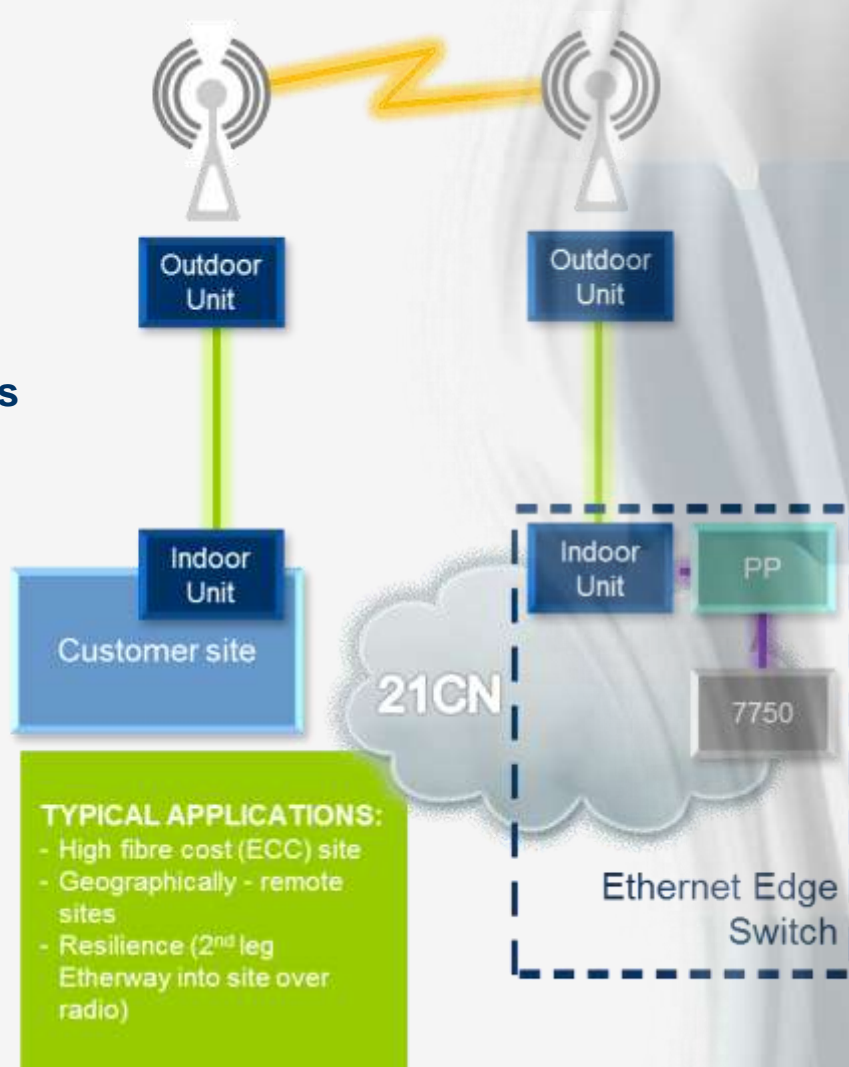 Outdoor
Unit
Outdoor
Unit
s
Indoor
Unit
Customer site
Indoor
Unit
PP
21CN
7750
TYPICAL APPLICATIONS:
- High fibre cost (ECC) site
- Geographically - remote
sites
- Resilience (2nd leg
Etherway into site over
radio)
Ethernet Edge
Switch